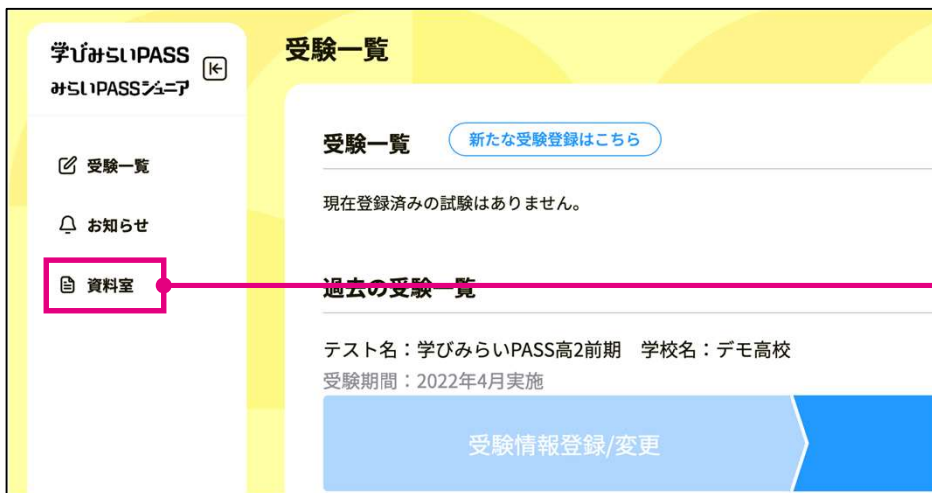 学びみらいPASS
みらいPASSジュニア
受験一覧
お知らせ
資料室
受験一覧
受験一覧
新たな受験登録はこちら
現在登録済みの試験はありません。
過去の受験一覧
テスト名：学びみらいPASS高2前期　学校名：デモ高校
受験期間：2022年4月実施
受験情報登録/変更